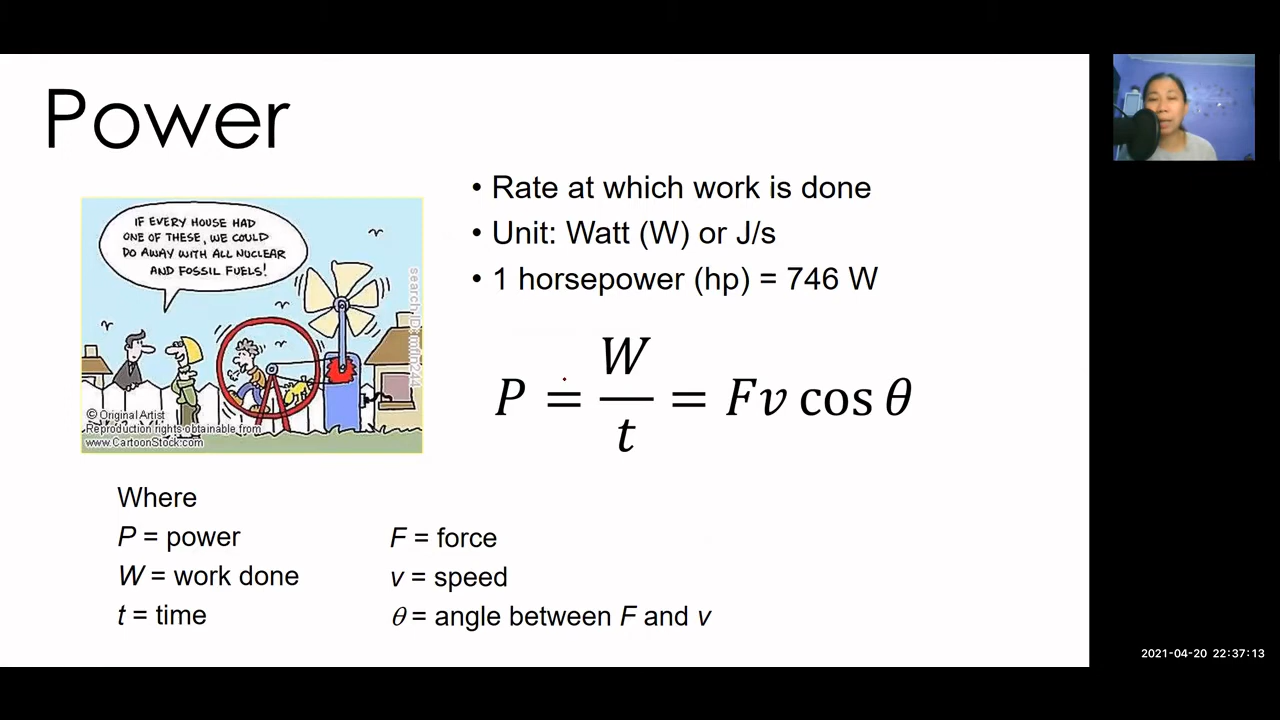 Power
• Rate at which work is done
• Unit: Watt (W) or J/s
• 1 horsepower (hp) = 746 W
IF EVERY HOUSE HAD
ONE OF THESE, WE COULD
DO AWAY WITH ALL NUCLEAR
AND FOSSIL FUELS!
© Original Artist
Reproduction rights obtainable from
www.CartoonStock.com
P = W/t = Fv cos θ
Where
P = power
W = work done
t = time
F = force
v = speed
θ = angle between F and v
2021-04-20 22:37:13